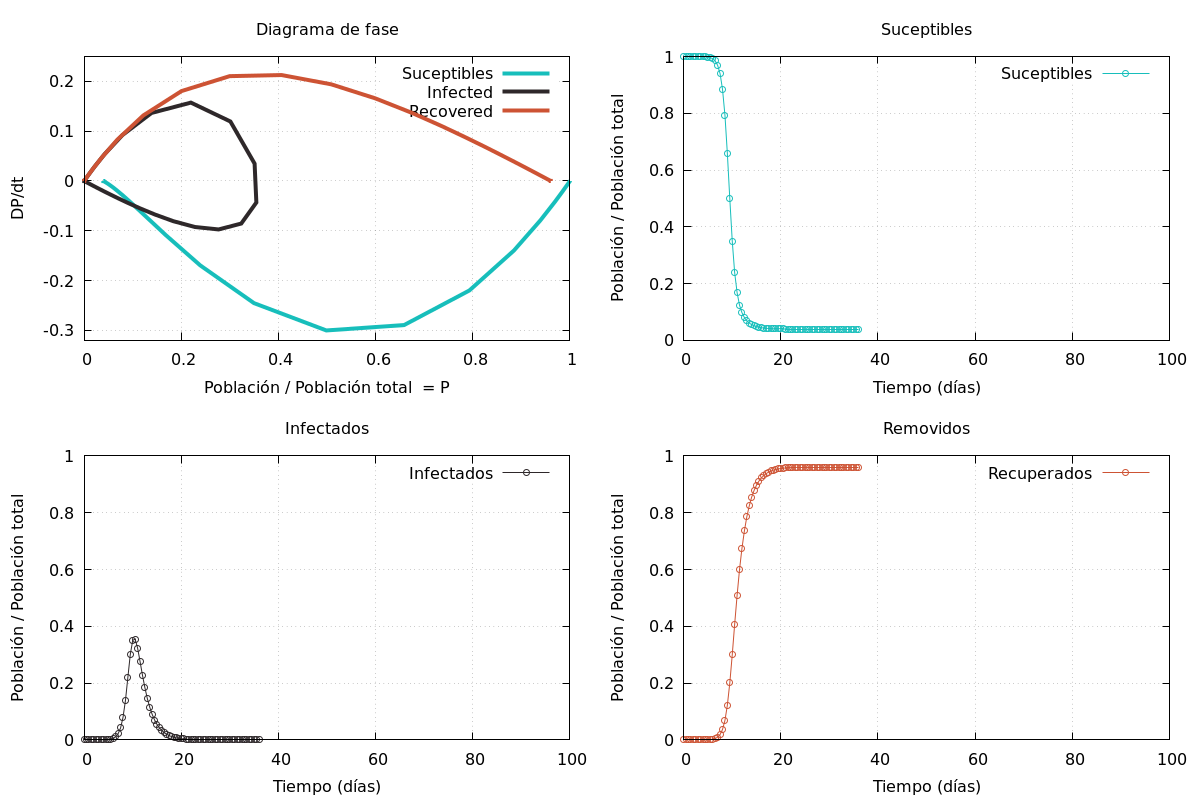 Diagrama de fase
Suceptibles
Infected
Recovered
0.2
0.1
0
-0.1
-0.2
-0.3
DP/dt
0 0.2 0.4 0.6 0.8 1
Población / Población total = P
Suceptibles
Suceptibles
1
0.8
0.6
0.4
0.2
0
Población / Población total
0 20 40 60 80 100
Tiempo (días)
Infectados
Infectados
1
0.8
0.6
0.4
0.2
0
Población / Población total
0 20 40 60 80 100
Tiempo (días)
Removidos
Recuperados
1
0.8
0.6
0.4
0.2
0
Población / Población total
0 20 40 60 80 100
Tiempo (días)